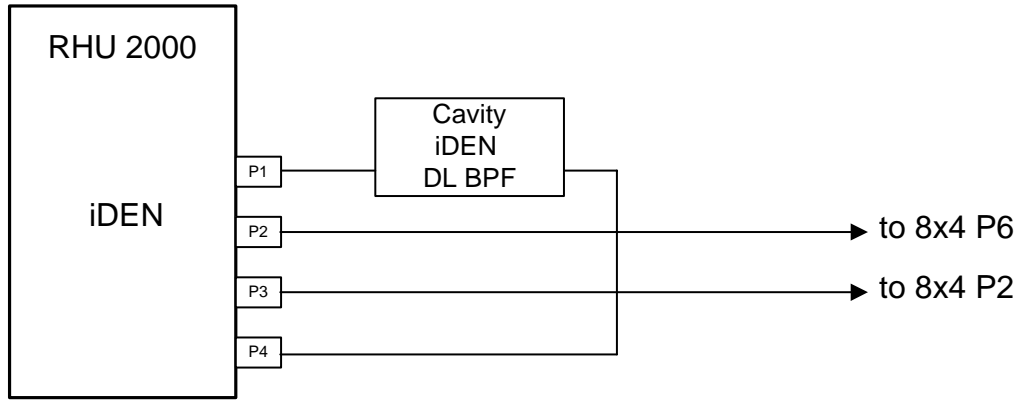 RHU 2000
Cavity
iDEN
DL BPF
P1
iDEN
P2
to 8x4 P6
P3
to 8x4 P2
P4